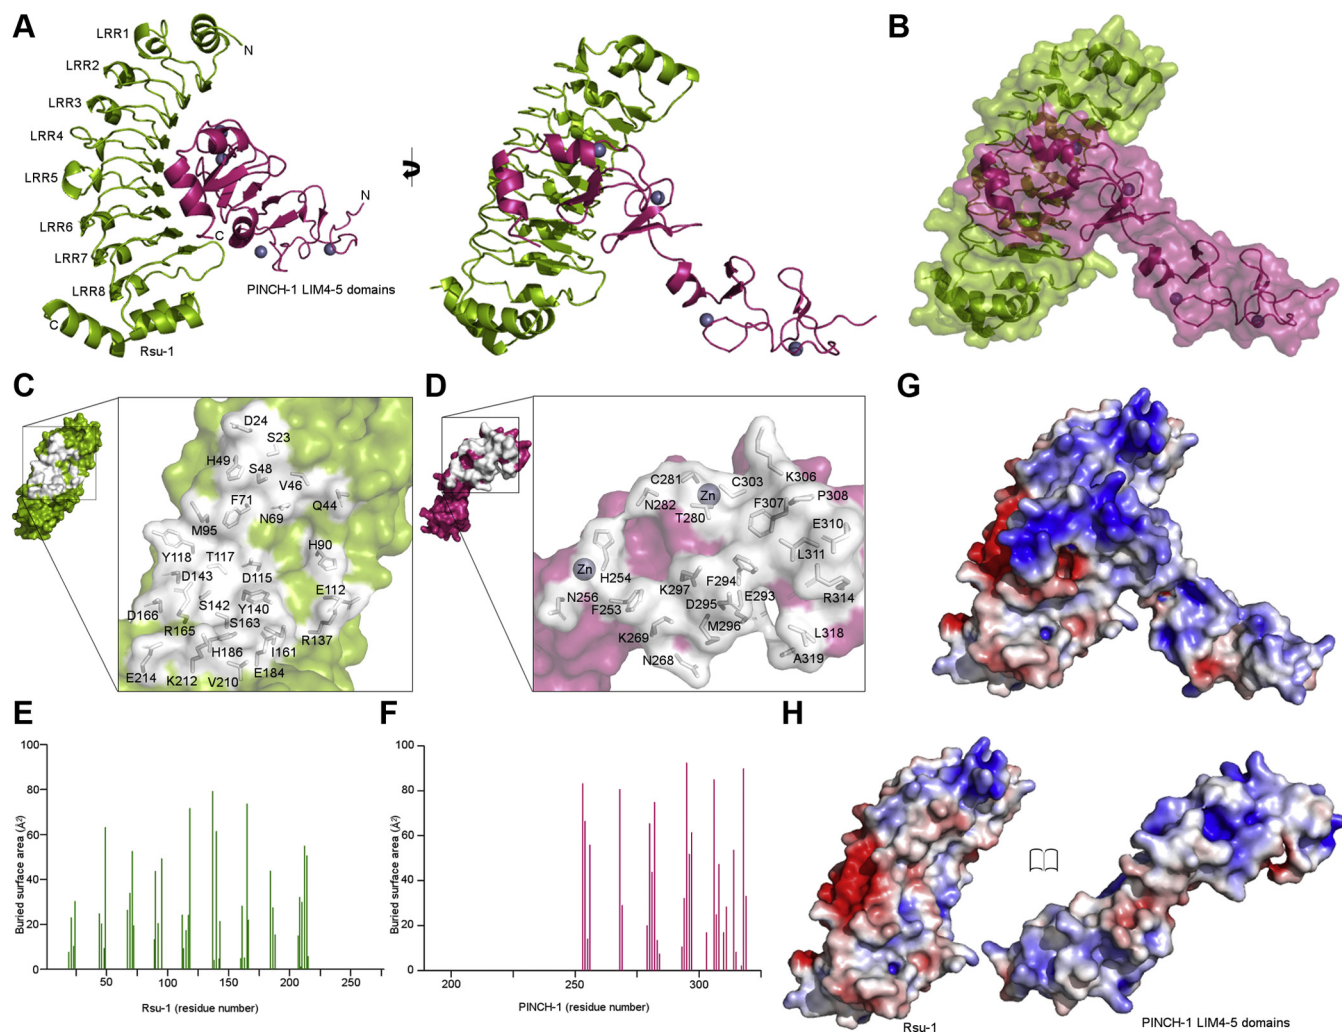 A
LRR1
N
LRR2
LRR3
LRR4
LRR5
LRR6
N
C
LRR7
LRR8
PINCH-1 LIM4-5 domains
C
Rsu-1
B
C
D24
S23
H49
S48
V46
Q44
F71
N69
M95
H90
Y118
T117
D143
D115
E112
S142
Y140
D166
S163
R165
R137
H186
I161
E184
E214
K212
V210
D
C281
C303
K306
N282
Zn
F307
P308
T280
E310
L311
Zn
H254
F294
K297
E293
N256
D295
R314
F253
M296
K269
L318
N268
A319
G
E
100
80
60
40
20
0
Buried surface area (Å²)
50
100
150
200
250
Rsu-1 (residue number)
F
100
80
60
40
20
0
Buried surface area (Å²)
200
250
300
PINCH-1 (residue number)
H
Rsu-1
PINCH-1 LIM4-5 domains